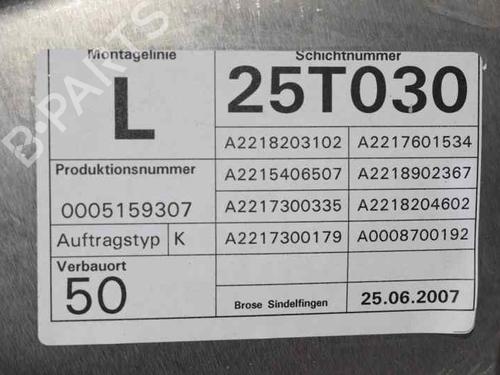 Montagelinie
Schichtnummer
L
25T030
A2218203102 A2217601534
Produktionsnummer
A2215406507 A2218902367
0005159307
A2217300335 A2218204602
Auftragstyp K
A2217300179 A0008700192
Verbauort
50
Brose Sindelfingen 25.06.2007
B-PARTS